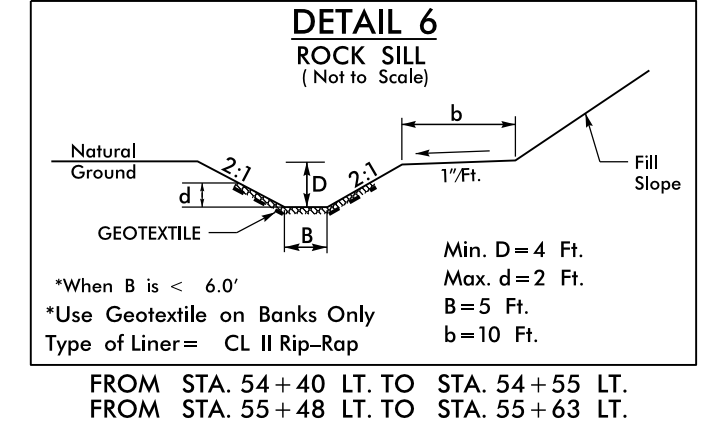 DETAIL 6
ROCK SILL
( Not to Scale)
b
Natural
Ground
2:1
D
2:1
1"/Ft.
Fill
Slope
d
GEOTEXTILE
B
Min. D=4 Ft.
Max. d=2 Ft.
B=5 Ft.
b=10 Ft.
*When B is < 6.0'
*Use Geotextile on Banks Only
Type of Liner= CL II Rip-Rap
FROM STA. 54+40 LT. TO STA. 54+55 LT.
FROM STA. 55+48 LT. TO STA. 55+63 LT.